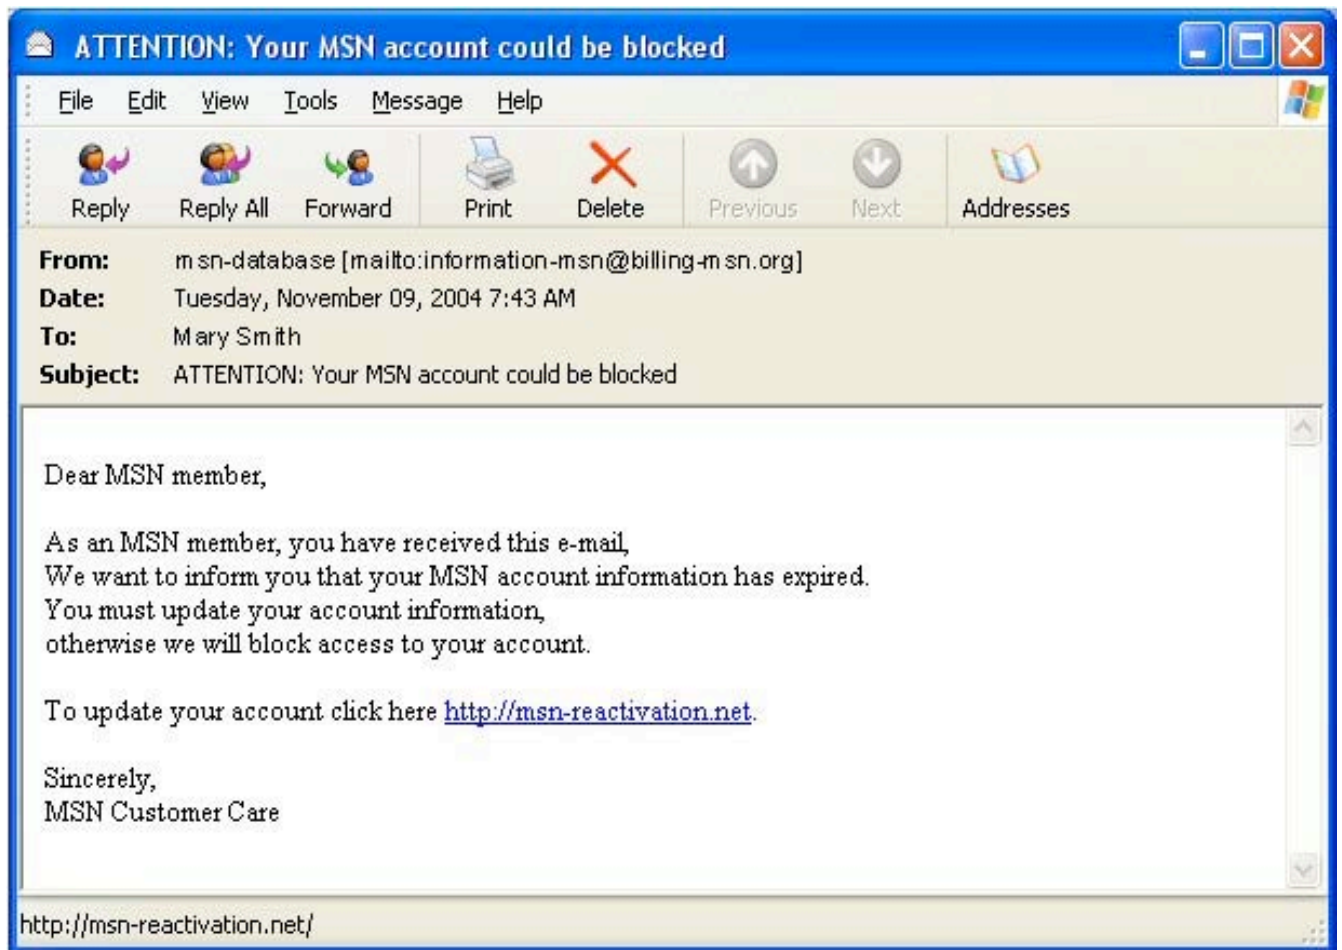 ATTENTION: Your MSN account could be blocked
File Edit View Tools Message Help
Reply Reply All Forward Print Delete Previous Next Addresses
From: msn-database [mailto:information-msn@billing-msn.org]
Date: Tuesday, November 09, 2004 7:43 AM
To: Mary Smith
Subject: ATTENTION: Your MSN account could be blocked
Dear MSN member,
As an MSN member, you have received this e-mail,
We want to inform you that your MSN account information has expired.
You must update your account information,
otherwise we will block access to your account.
To update your account click here http://msn-reactivation.net.
Sincerely,
MSN Customer Care
http://msn-reactivation.net/